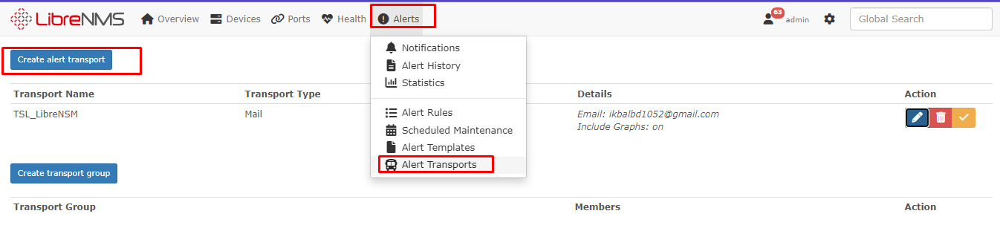 LibreNMS Overview Devices Ports Health Alerts 63 admin Global Search
Create alert transport
Notifications
Alert History
Statistics
Alert Rules
Scheduled Maintenance
Alert Templates
Alert Transports
Transport Name Transport Type Details Action
TSL_LibreNSM Mail Email: ikbalbd1052@gmail.com
Include Graphs: on
Create transport group
Transport Group Members Action